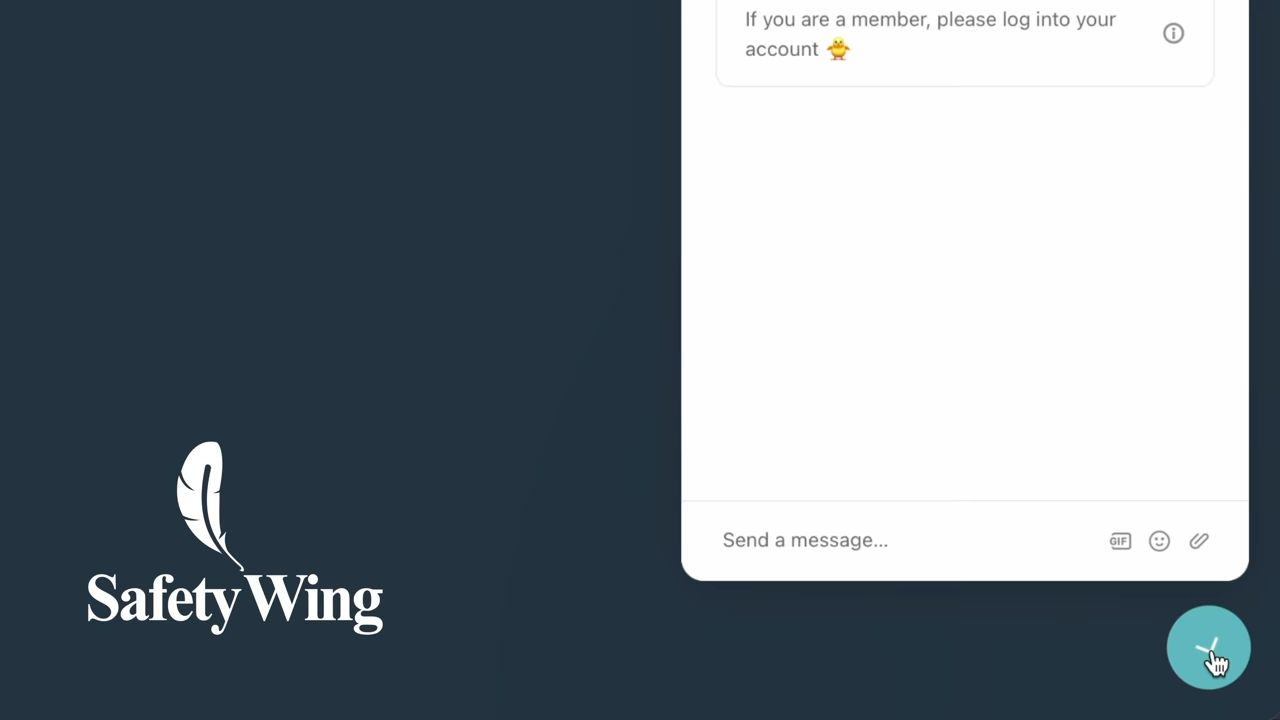 If you are a member, please log into your
account 🐥
Send a message...
GIF
SafetyWing